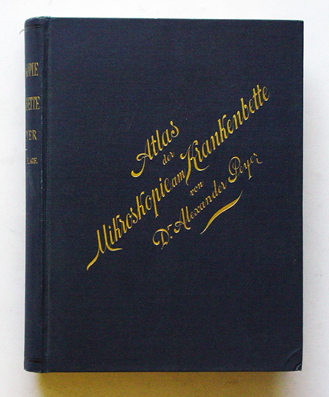 Atlas
der
Mikroskopie am Krankenbette
von
Dr. Alexander Peyer